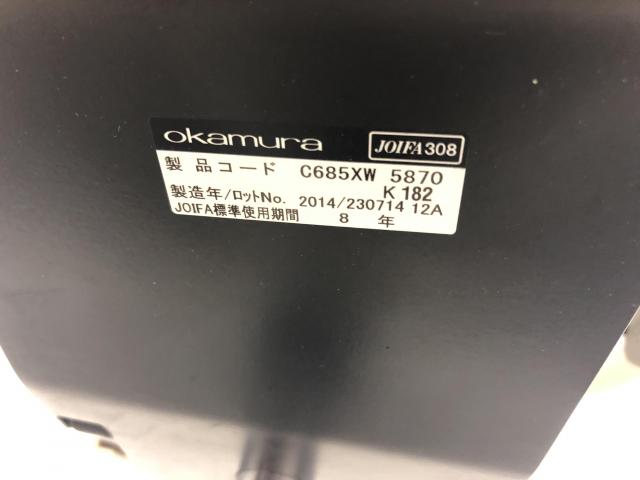 okamura JOIFA308
製品コード C685XW 5870
K 182
製造年/ロットNo. 2014/230714 12A
JOIFA標準使用期間 8 年